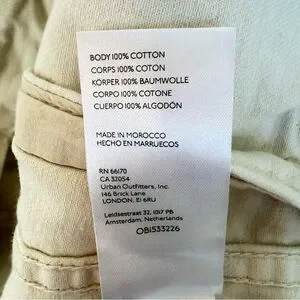 BODY 100% COTTON
CORPS 100% COTON
KÖRPER 100% BAUMWOLLE
CORPO 100% COTONE
CUERPO 100% ALGODÓN
MADE IN MOROCCO
HECHO EN MARRUECOS
RN 66170
CA 32054
Urban Outfitters, Inc.
146 Brick Lane
LONDON, E1 6RU
Leidsestraat 32, 1017 PB
Amsterdam, Netherlands
OB1533226